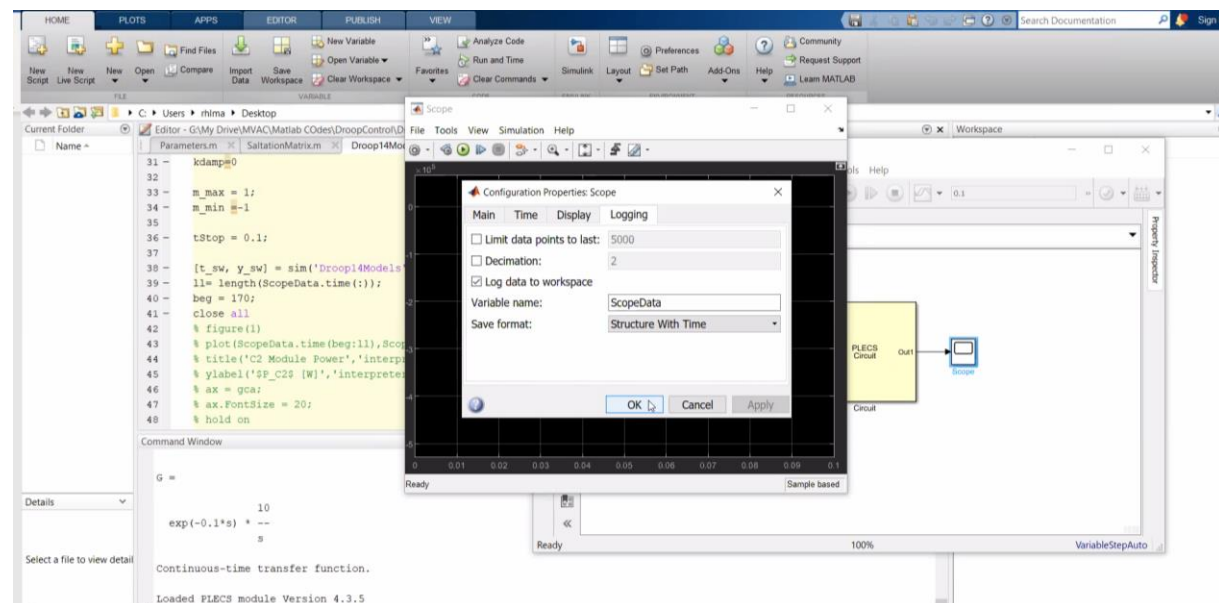 HOME PLOTS APPS EDITOR PUBLISH VIEW
Search Documentation
Sign
New Script
New Live Script
New
Open
Find Files
Compare
Import Data
Save Workspace
New Variable
Open Variable
Clear Workspace
Favorites
Analyze Code
Run and Time
Clear Commands
Simulink
Layout
Preferences
Set Path
Add-Ons
Help
Community
Request Support
Learn MATLAB
FILE
VARIABLE
CODE
C: Users rhlma Desktop
Current Folder
Name
Editor - G:\My Drive\MVAC\Matlab COdes\DroopControl\D
Parameters.m SaltationMatrix.m Droop14Mo
31 - kdamp=0
32
33 - m_max = 1;
34 - m_min =-1
35
36 - tStop = 0.1;
37
38 - [t_sw, y_sw] = sim('Droop14Models'
39 - ll= length(ScopeData.time(:));
40 - beg = 170;
41 - close all
42 % figure(1)
43 % plot(ScopeData.time(beg:ll),Scop
44 % title('C2 Module Power','interpr
45 % ylabel('$P_C2$ [W]','interpreter
46 % ax = gca;
47 % ax.FontSize = 20;
48 % hold on
Command Window
G =
10
exp(-0.1*s) * --
s
Continuous-time transfer function.
Loaded PLECS module Version 4.3.5
Details
Select a file to view detail
Scope
File Tools View Simulation Help
× 10⁵
0
-1
-2
-3
-4
-5
0 0.01 0.02 0.03 0.04 0.05 0.06 0.07 0.08 0.09 0.1
Ready
Sample based
Configuration Properties: Scope
Main Time Display Logging
Limit data points to last: 5000
Decimation: 2
Log data to workspace
Variable name: ScopeData
Save format: Structure With Time
OK Cancel Apply
Workspace
ols Help
0.1
Property Inspector
PLECS
Circuit
Out1
Scope
Circuit
Ready
100%
VariableStepAuto